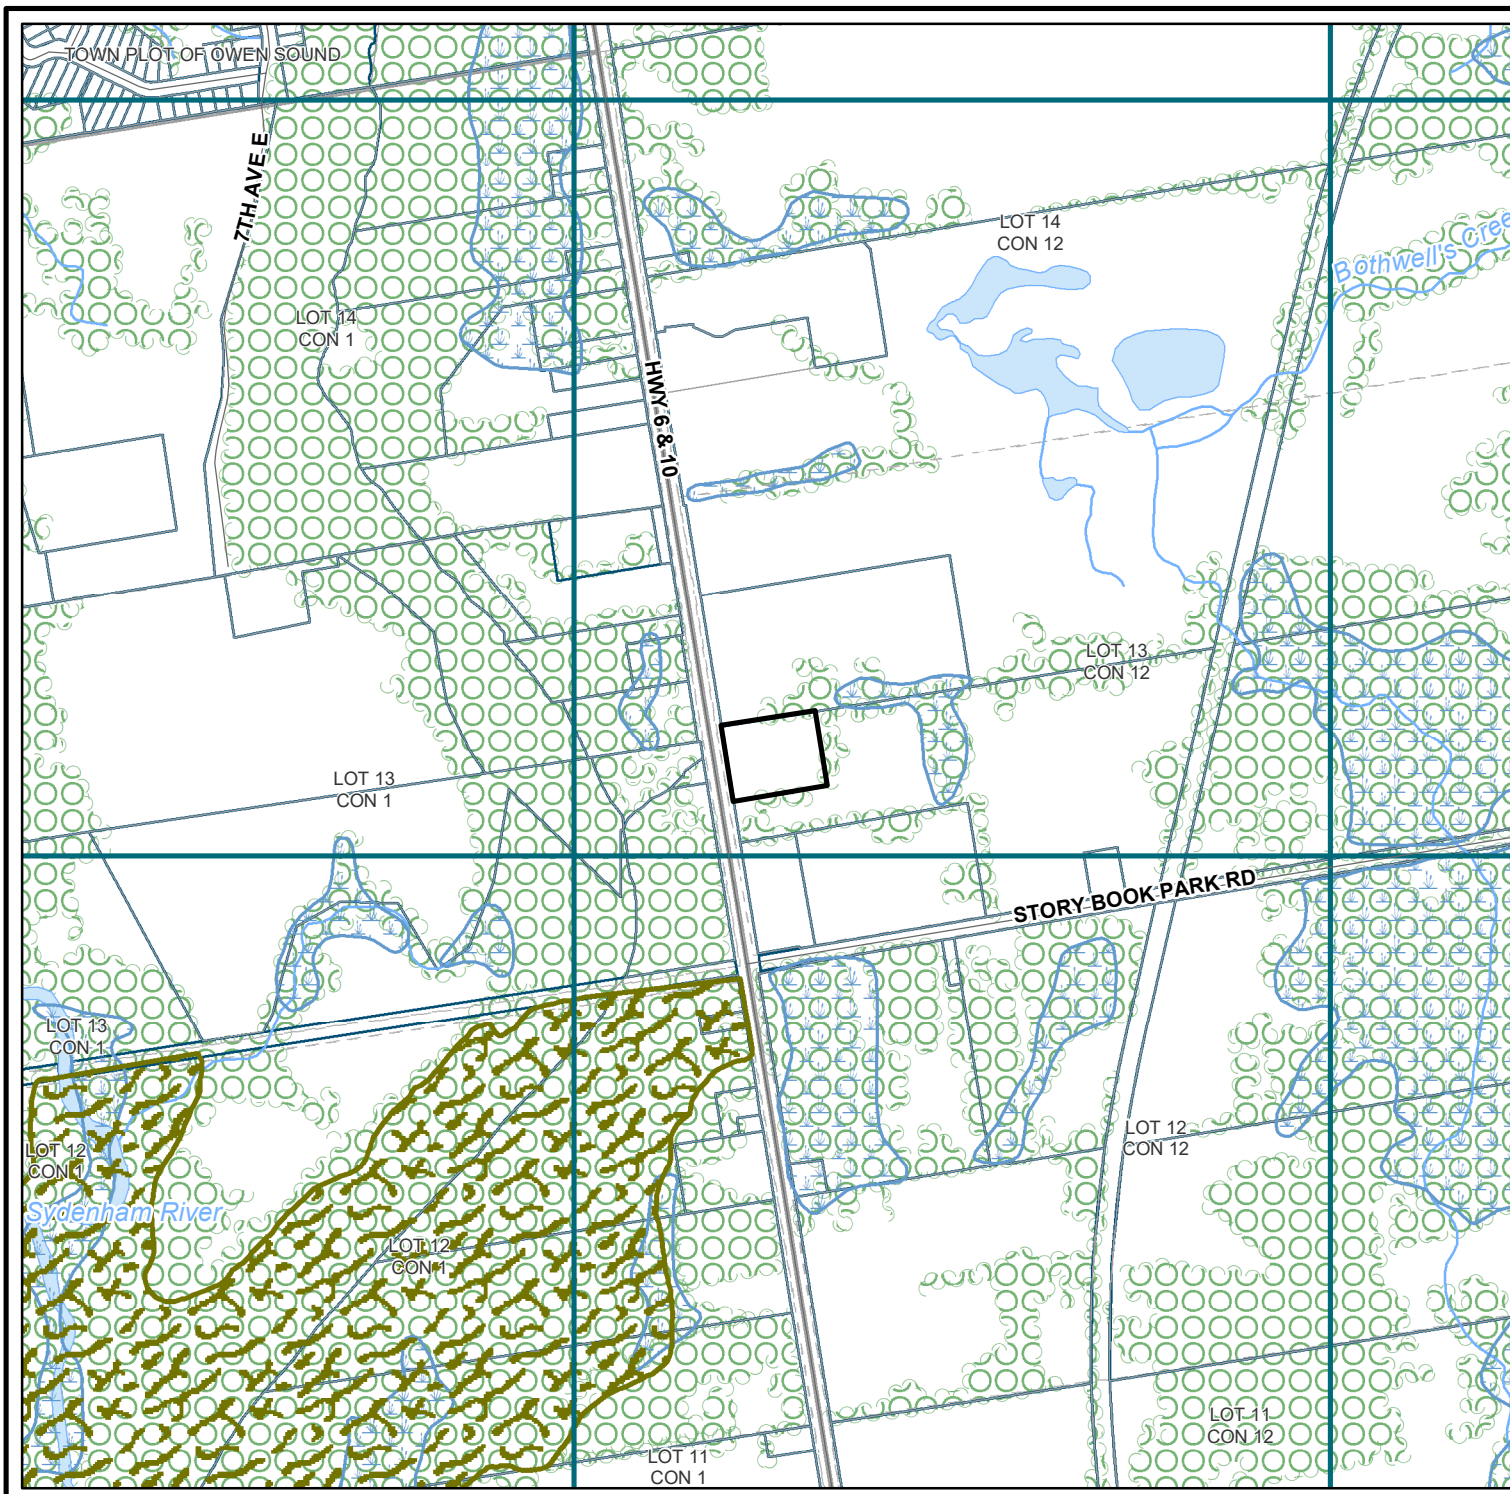 TOWN PLOT OF OWEN SOUND
7TH AVE E
LOT 14
CON 12
Bothwell's Cree
LOT 14
CON 1
HWY 6 & 10
LOT 13
CON 12
LOT 13
CON 1
STORY BOOK PARK RD
LOT 13
CON 1
LOT 12
CON 12
LOT 12
CON 1
Sydenham River
LOT 12
CON 1
LOT 11
CON 12
LOT 11
CON 1